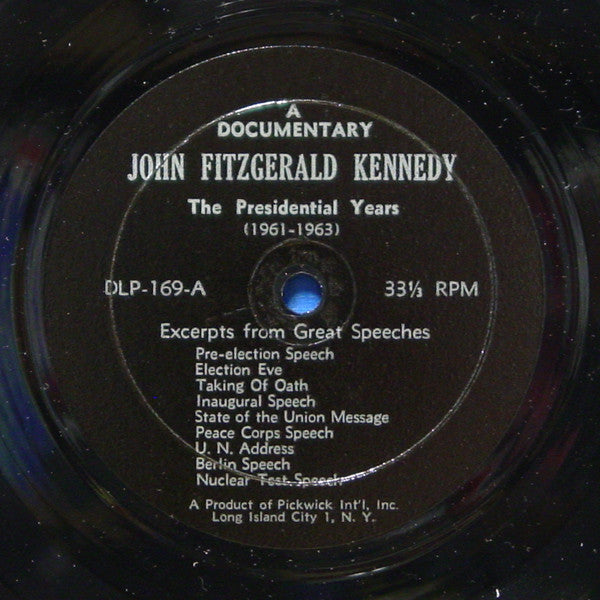 A
DOCUMENTARY
JOHN FITZGERALD KENNEDY
The Presidential Years
(1961-1963)
DLP-169-A
33⅓ RPM
Excerpts from Great Speeches
Pre-election Speech
Election Eve
Taking Of Oath
Inaugural Speech
State of the Union Message
Peace Corps Speech
U. N. Address
Berlin Speech
Nuclear Test Speech
A Product of Pickwick Int'l, Inc.
Long Island City 1, N. Y.